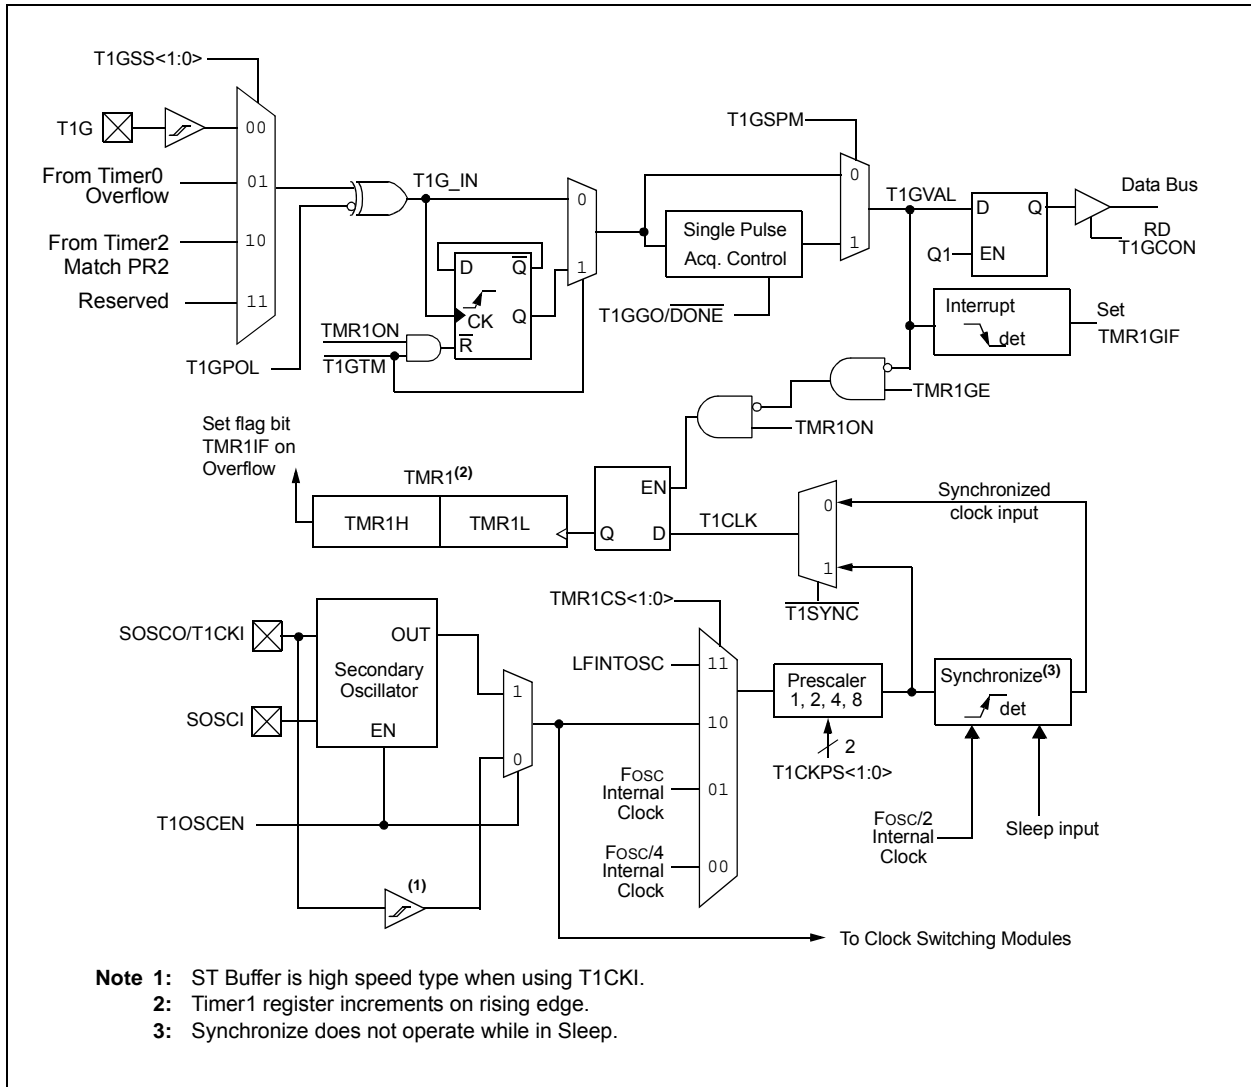 T1GSS<1:0>
T1G
00
From Timer0
Overflow
01
From Timer2
Match PR2
10
Reserved
11
T1GPOL
T1G_IN
D
Q
CK
Q
R
TMR1ON
T1GTM
0
1
Single Pulse
Acq. Control
T1GGO/DONE
T1GSPM
0
1
T1GVAL
D
Q
Q1
EN
Data Bus
RD
T1GCON
Interrupt
det
Set
TMR1GIF
TMR1GE
TMR1ON
Set flag bit
TMR1IF on
Overflow
TMR1(2)
TMR1H
TMR1L
EN
Q
D
T1CLK
0
1
T1SYNC
Synchronized
clock input
SOSCO/T1CKI
SOSCI
OUT
Secondary
Oscillator
EN
T1OSCEN
(1)
1
0
TMR1CS<1:0>
LFINTOSC
11
10
FOSC
Internal
Clock
01
FOSC/4
Internal
Clock
00
Prescaler
1, 2, 4, 8
2
T1CKPS<1:0>
Synchronize(3)
det
FOSC/2
Internal
Clock
Sleep input
To Clock Switching Modules
Note 1: ST Buffer is high speed type when using T1CKI.
2: Timer1 register increments on rising edge.
3: Synchronize does not operate while in Sleep.